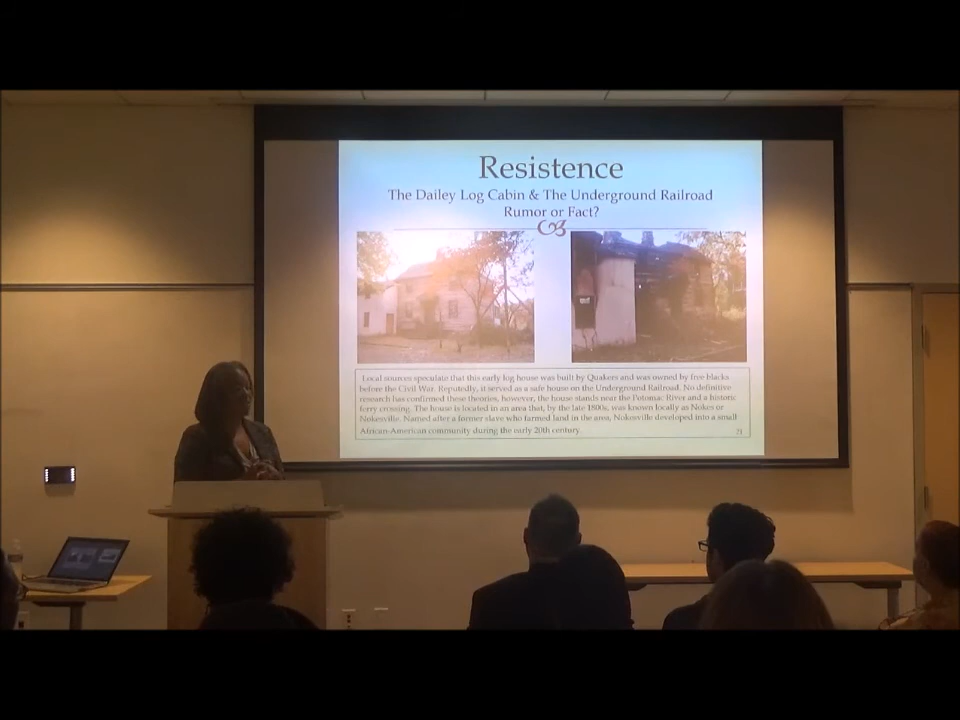 Resistence
The Dailey Log Cabin & The Underground Railroad
Rumor or Fact?
Local sources speculate that this early log house was built by Quakers and was owned by free blacks
before the Civil War. Reputedly, it served as a safe house on the Underground Railroad. No definitive
research has confirmed these theories, however, the house stands near the Potomac River and a historic
ferry crossing. The house is located in an area that, by the late 1800s, was known locally as Nokes or
Nokesville. Named after a former slave who farmed land in the area, Nokesville developed into a small
African-American community during the early 20th century.
21